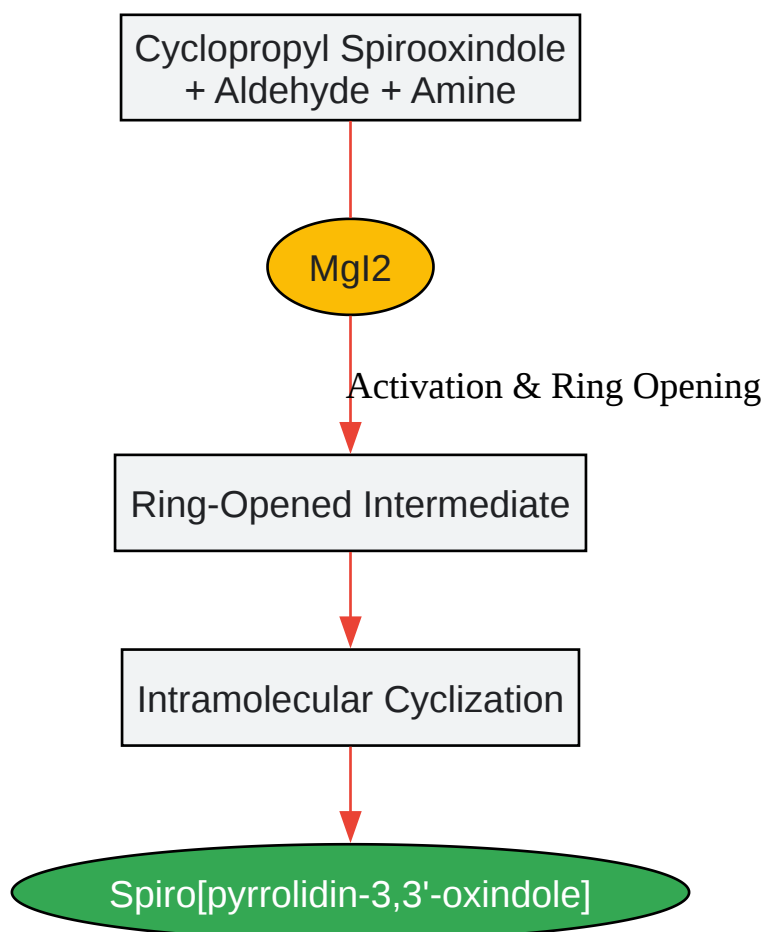 Cyclopropyl Spirooxindole
+ Aldehyde + Amine
MgI2
Activation & Ring Opening
Ring-Opened Intermediate
Intramolecular Cyclization
Spiro[pyrrolidin-3,3'-oxindole]